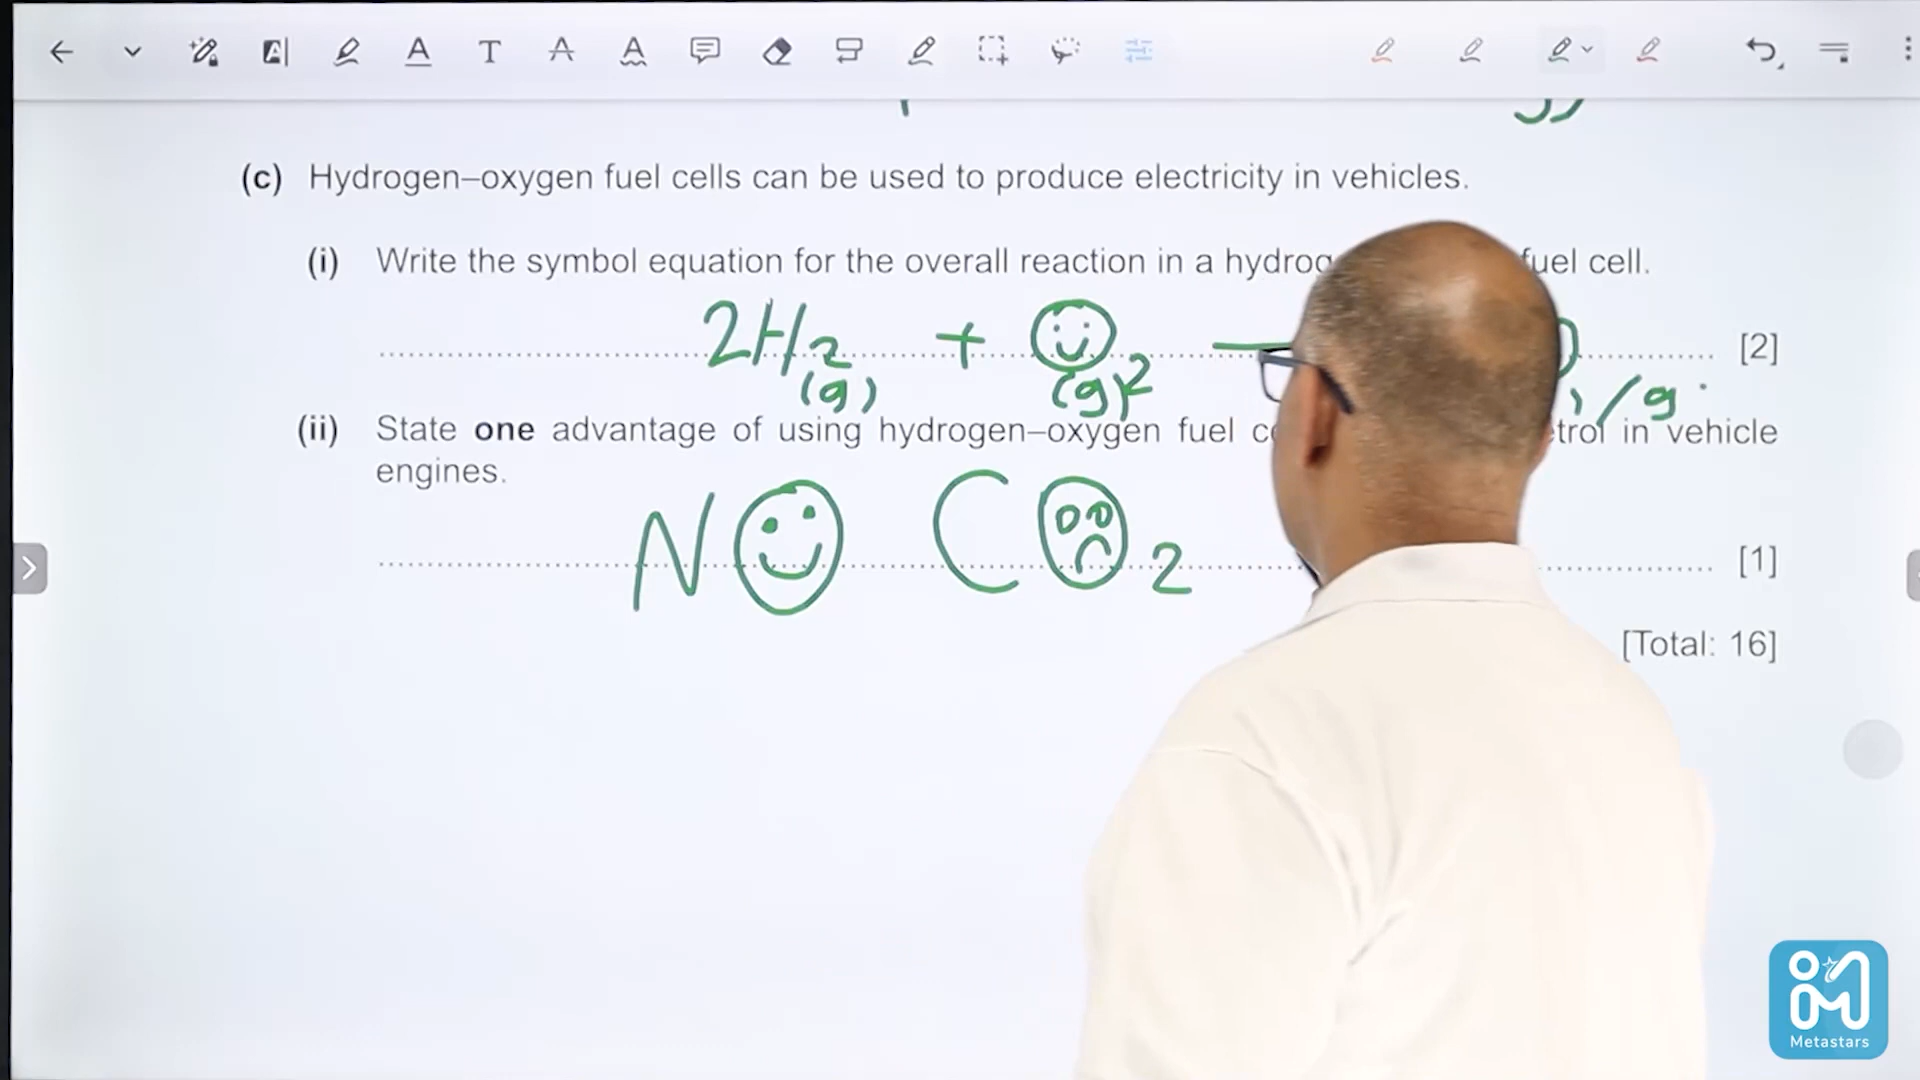 (c) Hydrogen–oxygen fuel cells can be used to produce electricity in vehicles.
(i) Write the symbol equation for the overall reaction in a fuel cell.
2H2 + O2
[2]
(g) (g) / g
(ii) State one advantage of using hydrogen–oxygen fuel in vehicle
engines.
NO CO2
[1]
[Total: 16]
Metastars